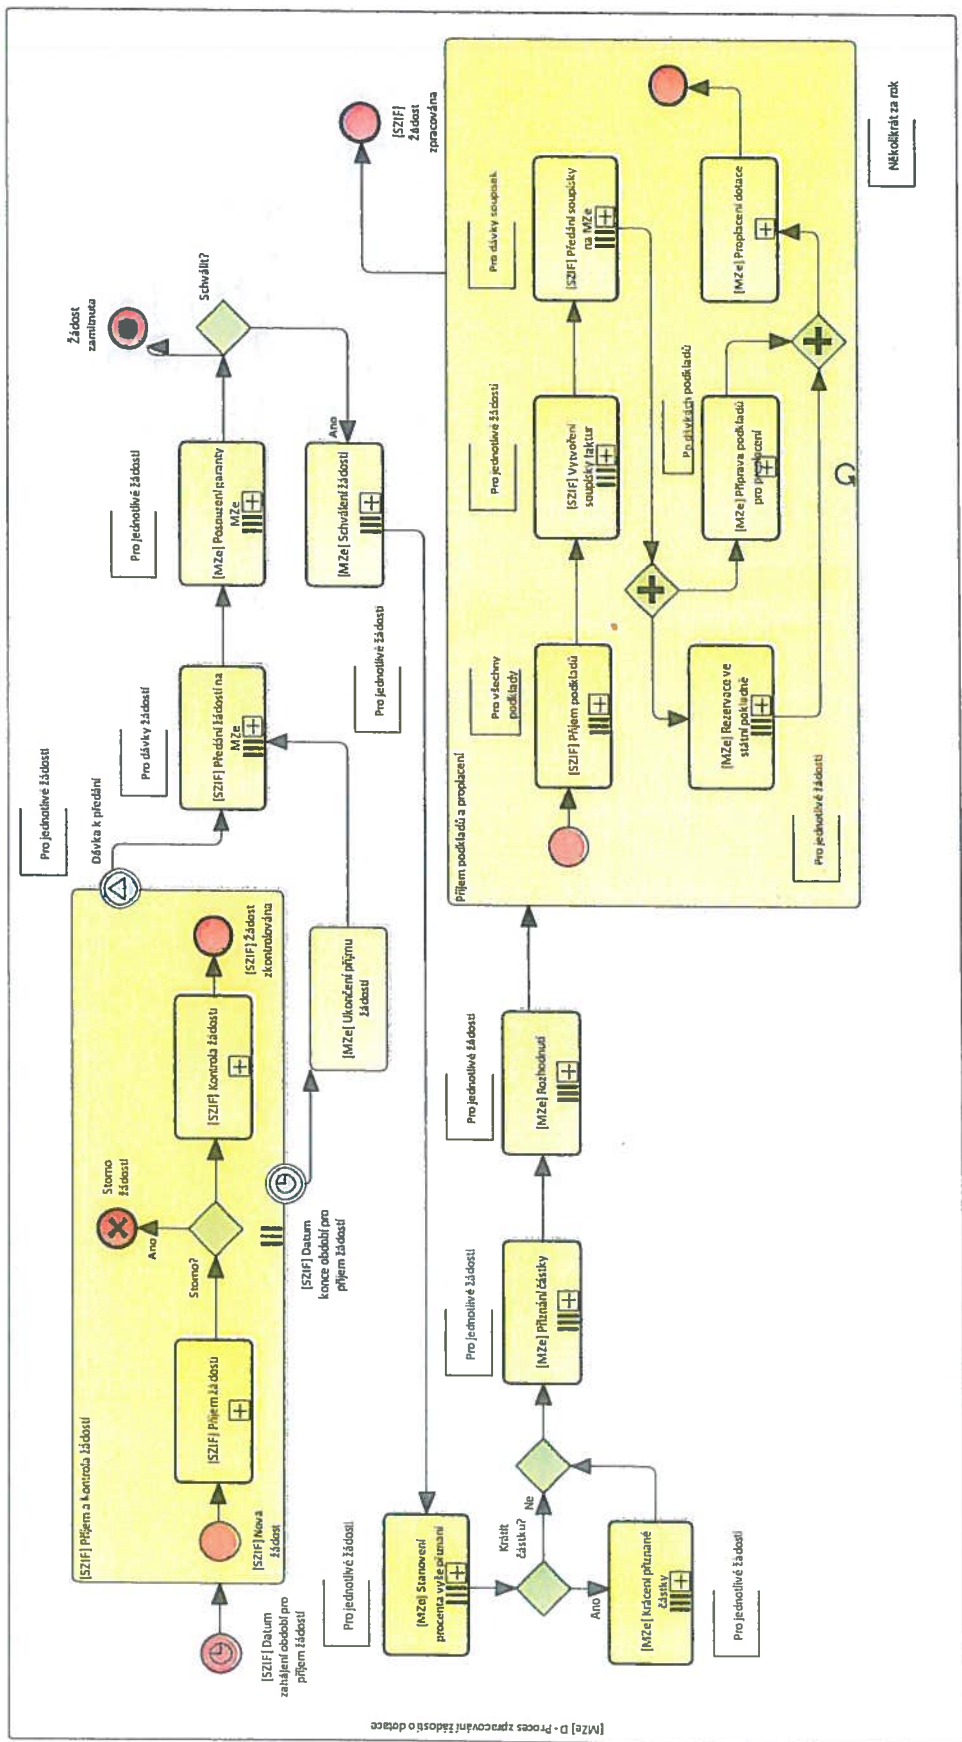 [MZe] D - Proces zpracování žádostí o dotace
[SZIF] Datum
zahájení období pro
příjem žádostí
[SZIF] Příjem a kontrola žádostí
[SZIF] Nová
žádost
[SZIF] Příjem žádosti
Storno?
Ano
Storno
žádostí
[SZIF] Kontrola žádosti
[SZIF] Žádost
zkontrolována
[SZIF] Datum
konce období pro
příjem žádostí
[MZe] Ukončení příjmu
žádostí
Pro jednotlivé žádosti
Dávka k předání
Pro dávky žádostí
[SZIF] Předání žádostí na
MZe
Pro jednotlivé žádosti
[MZe] Posouzení garanty
MZe
Žádost
zamítnuta
Schválit?
Ano
[MZe] Schválení žádostí
Pro jednotlivé žádosti
Pro jednotlivé žádosti
[MZe] Stanovení
procenta výše přiznání
Krátit
částku?
Ne
Ano
[MZe] Krácení přiznané
částky
Pro jednotlivé žádosti
Pro jednotlivé žádosti
[MZe] Přiznání částky
Pro jednotlivé žádosti
[MZe] Rozhodnutí
Příjem podkladů a proplacení
Pro všechny
podklady
[SZIF] Příjem podkladů
Pro jednotlivé žádosti
[SZIF] Vytvoření
soupisky faktur
Pro dávky soupisek
[SZIF] Předání soupisky
na MZe
[MZe] Rezervace ve
státní pokladně
Pro jednotlivé žádosti
Po dávkách podkladů
[MZe] Příprava podkladů
pro proplacení
[MZe] Proplacení dotace
[SZIF]
žádost
zpracována
Několikrát za rok